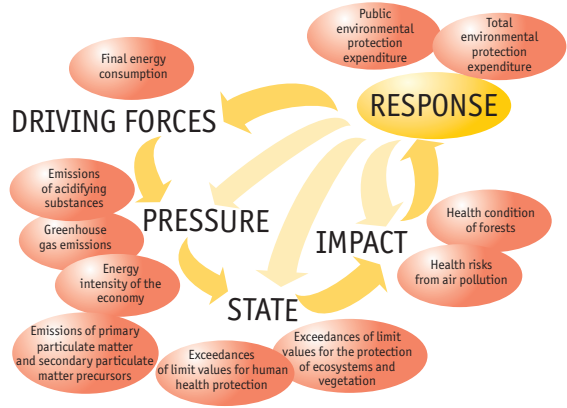 Public
environmental
protection
expenditure
Total
environmental
protection
expenditure
Final energy
consumption
RESPONSE
DRIVING FORCES
Emissions
of acidifying
substances
PRESSURE
Greenhouse
gas emissions
IMPACT
Health condition
of forests
Energy
intensity of the
economy
Health risks
from air pollution
STATE
Emissions of primary
particulate matter
and secondary particulate
matter precursors
Exceedances
of limit values for human
health protection
Exceedances of limit
values for the protection
of ecosystems and
vegetation